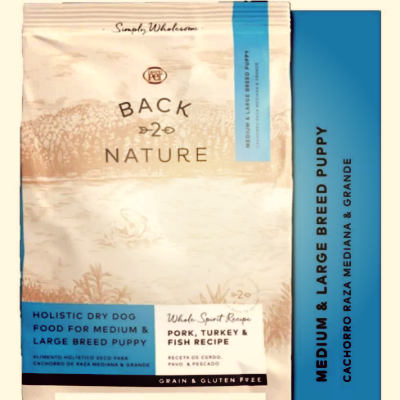 Simply Wholesome
BACK
2
NATURE
MEDIUM & LARGE BREED PUPPY
CACHORRO RAZA MEDIANA & GRANDE
HOLISTIC DRY DOG
FOOD FOR MEDIUM &
LARGE BREED PUPPY
ALIMENTO HOLÍSTICO SECO PARA
CACHORRO DE RAZA MEDIANA & GRANDE
Whole Spirit Recipe
PORK, TURKEY &
FISH RECIPE
RECETA DE CERDO,
PAVO & PESCADO
GRAIN & GLUTEN FREE
MEDIUM & LARGE BREED PUPPY
CACHORRO RAZA MEDIANA & GRANDE